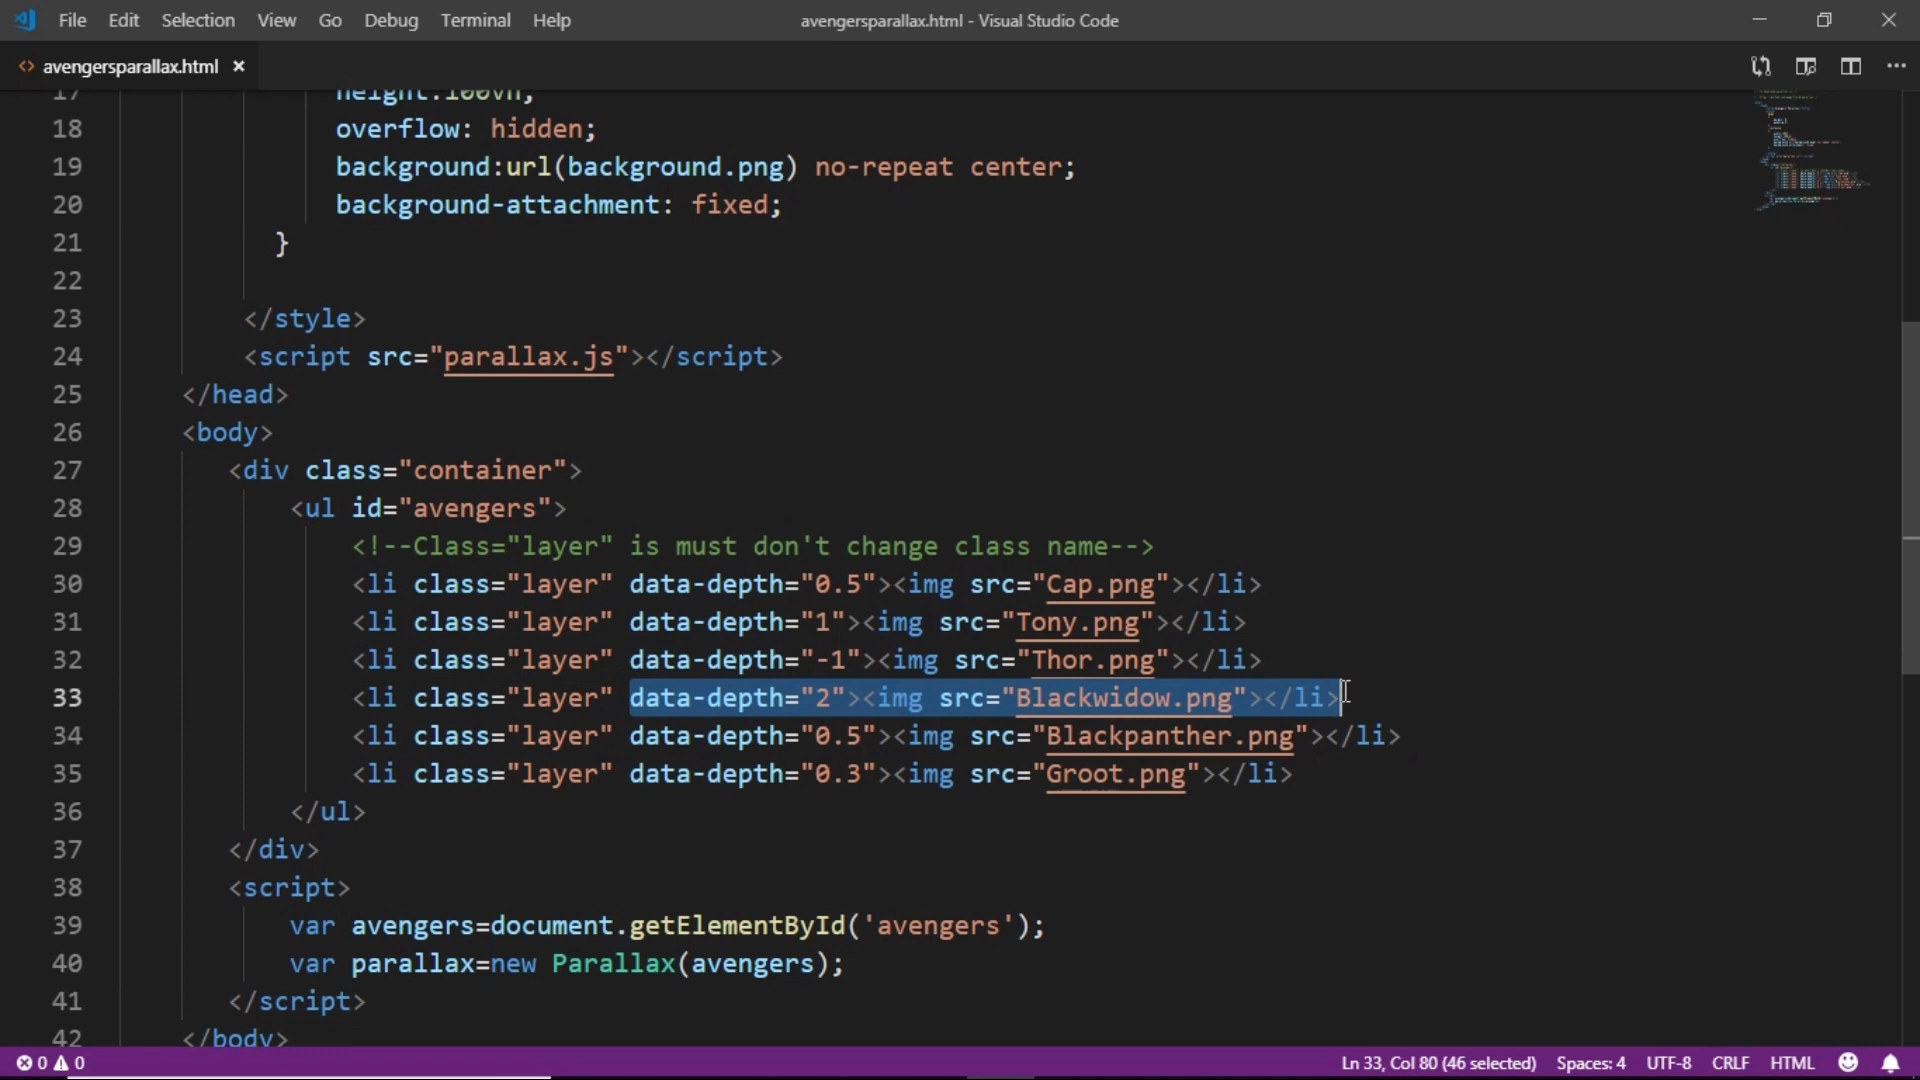 File Edit Selection View Go Debug Terminal Help avengersparallax.html - Visual Studio Code
avengersparallax.html
17 height:100vh;
18 overflow: hidden;
19 background:url(background.png) no-repeat center;
20 background-attachment: fixed;
21 }
22
23 </style>
24 <script src="parallax.js"></script>
25 </head>
26 <body>
27 <div class="container">
28 <ul id="avengers">
29 <!--Class="layer" is must don't change class name-->
30 <li class="layer" data-depth="0.5"><img src="Cap.png"></li>
31 <li class="layer" data-depth="1"><img src="Tony.png"></li>
32 <li class="layer" data-depth="-1"><img src="Thor.png"></li>
33 <li class="layer" data-depth="2"><img src="Blackwidow.png"></li>
34 <li class="layer" data-depth="0.5"><img src="Blackpanther.png"></li>
35 <li class="layer" data-depth="0.3"><img src="Groot.png"></li>
36 </ul>
37 </div>
38 <script>
39 var avengers=document.getElementById('avengers');
40 var parallax=new Parallax(avengers);
41 </script>
42 </body>
0 0 Ln 33, Col 80 (46 selected) Spaces: 4 UTF-8 CRLF HTML